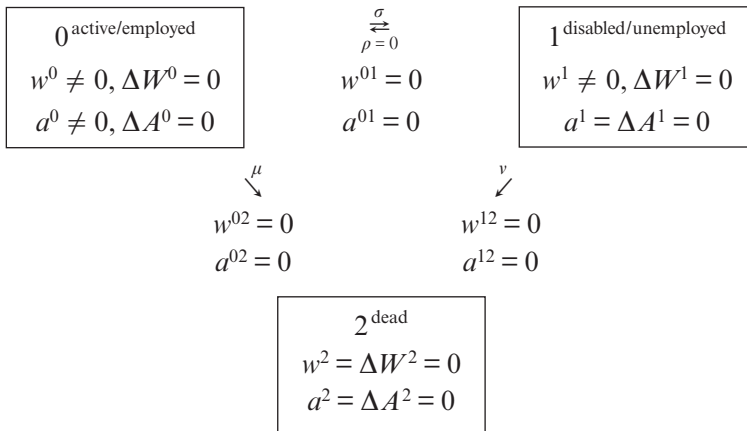 0^active/employed
w^0 ≠ 0, ΔW^0 = 0
a^0 ≠ 0, ΔA^0 = 0
σ
⇄
ρ = 0
w^01 = 0
a^01 = 0
1^disabled/unemployed
w^1 ≠ 0, ΔW^1 = 0
a^1 = ΔA^1 = 0
μ
↘
w^02 = 0
a^02 = 0
ν
↙
w^12 = 0
a^12 = 0
2^dead
w^2 = ΔW^2 = 0
a^2 = ΔA^2 = 0